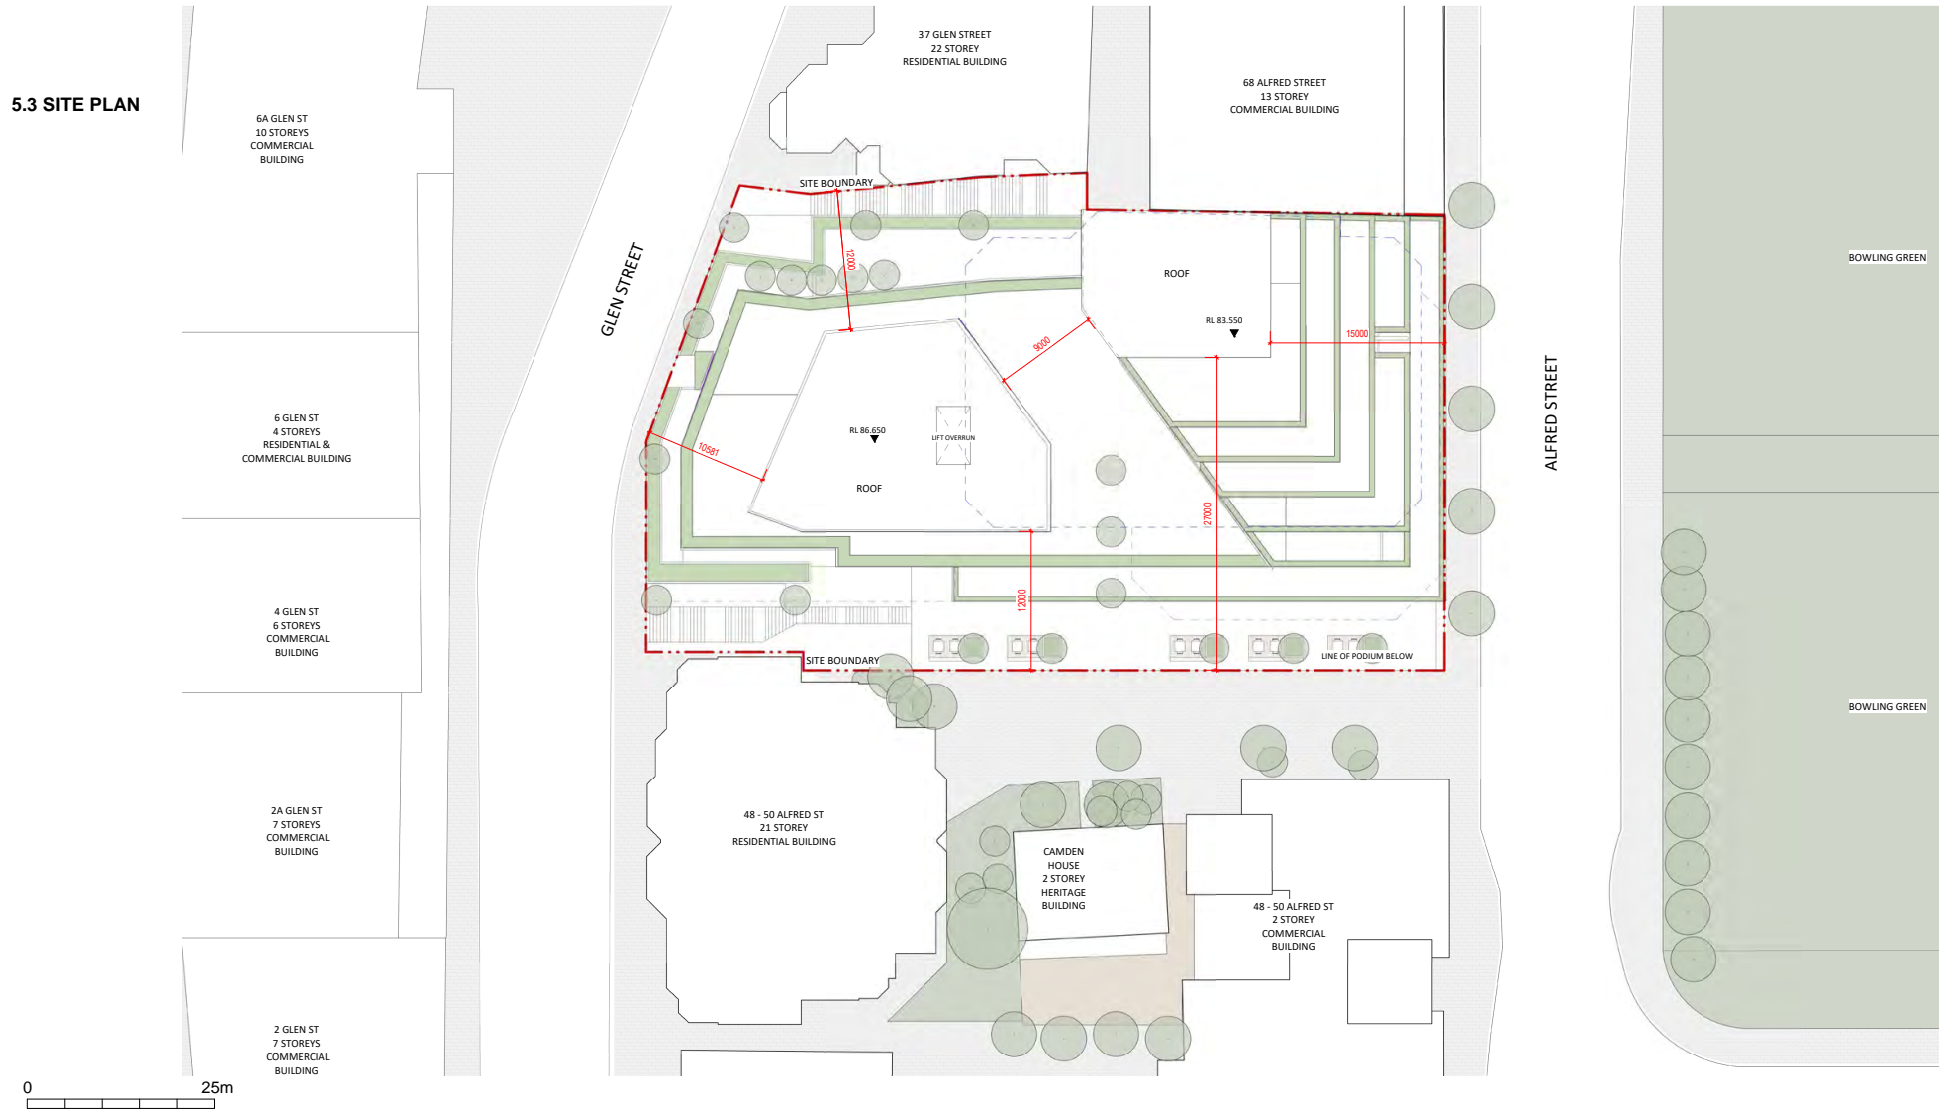 5.3 SITE PLAN
37 GLEN STREET
22 STOREY
RESIDENTIAL BUILDING
68 ALFRED STREET
13 STOREY
COMMERCIAL BUILDING
6A GLEN ST
10 STOREYS
COMMERCIAL
BUILDING
SITE BOUNDARY
GLEN STREET
12000
ROOF
RL 83.550
15000
9000
BOWLING GREEN
ALFRED STREET
6 GLEN ST
4 STOREYS
RESIDENTIAL &
COMMERCIAL BUILDING
10581
RL 86.650
LIFT OVERRUN
ROOF
27000
12000
4 GLEN ST
6 STOREYS
COMMERCIAL
BUILDING
SITE BOUNDARY
LINE OF PODIUM BELOW
BOWLING GREEN
2A GLEN ST
7 STOREYS
COMMERCIAL
BUILDING
48 - 50 ALFRED ST
21 STOREY
RESIDENTIAL BUILDING
CAMDEN
HOUSE
2 STOREY
HERITAGE
BUILDING
48 - 50 ALFRED ST
2 STOREY
COMMERCIAL
BUILDING
2 GLEN ST
7 STOREYS
COMMERCIAL
BUILDING
0 25m